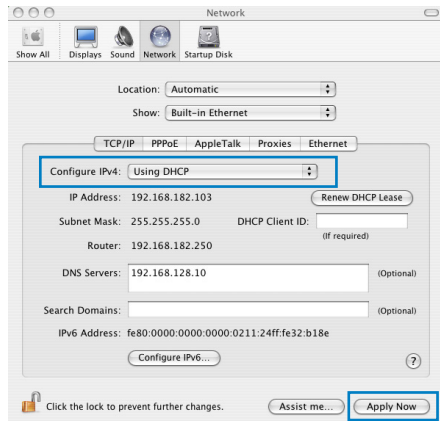 Network
Show All Displays Sound Network Startup Disk
Location: Automatic
Show: Built-in Ethernet
TCP/IP PPPoE AppleTalk Proxies Ethernet
Configure IPv4: Using DHCP
IP Address: 192.168.182.103 Renew DHCP Lease
Subnet Mask: 255.255.255.0 DHCP Client ID:
(If required)
Router: 192.168.182.250
DNS Servers: 192.168.128.10 (Optional)
Search Domains: (Optional)
IPv6 Address: fe80:0000:0000:0000:0211:24ff:fe32:b18e
Configure IPv6... ?
Click the lock to prevent further changes. Assist me... Apply Now